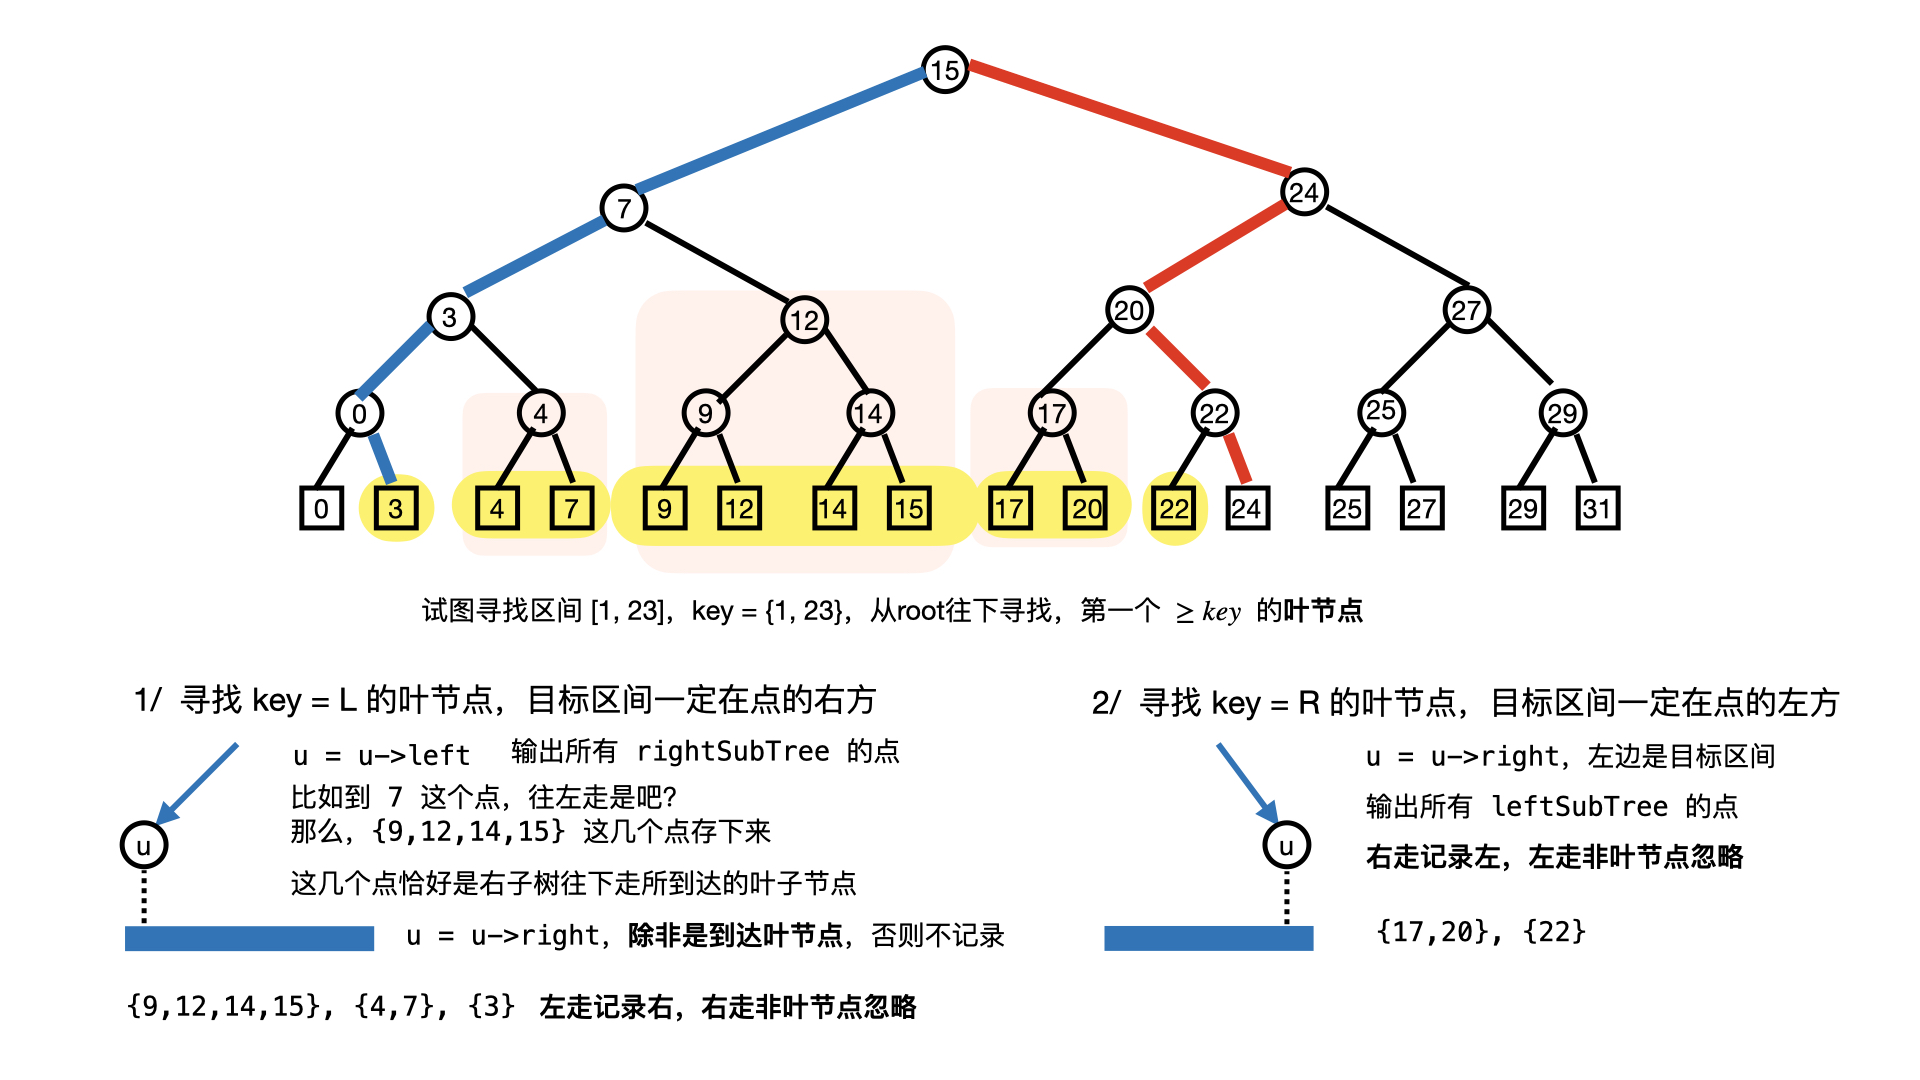 15
7
24
3
12
20
27
0
4
9
14
17
22
25
29
0
3
4
7
9
12
14
15
17
20
22
24
25
27
29
31
试图寻找区间 [1, 23]，key = {1, 23}，从root往下寻找，第一个 ≥ key 的叶节点
1/ 寻找 key = L 的叶节点，目标区间一定在点的右方
u = u->left 输出所有 rightSubTree 的点
比如到 7 这个点，往左走是吧？
那么，{9,12,14,15} 这几个点存下来
u
这几个点恰好是右子树往下走所到达的叶子节点
u = u->right，除非是到达叶节点，否则不记录
{9,12,14,15}, {4,7}, {3} 左走记录右，右走非叶节点忽略
2/ 寻找 key = R 的叶节点，目标区间一定在点的左方
u = u->right，左边是目标区间
输出所有 leftSubTree 的点
u
右走记录左，左走非叶节点忽略
{17,20}, {22}